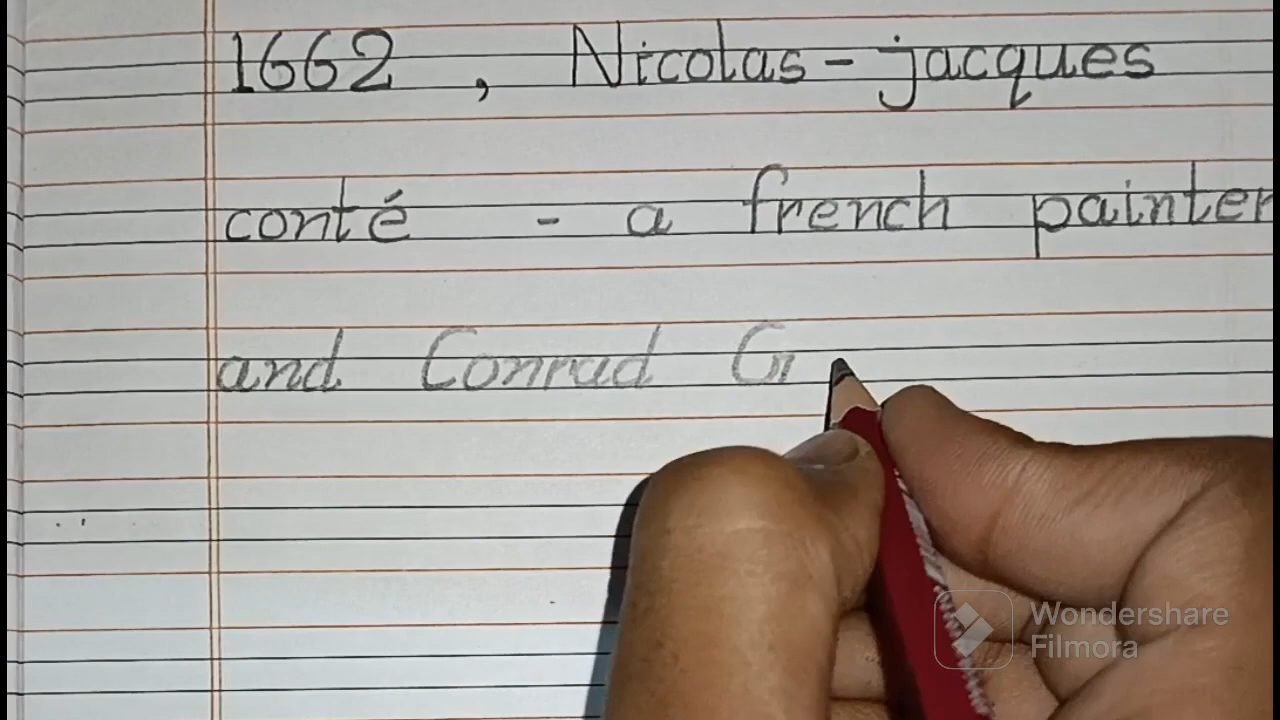 1662 , Nicolas - jacques
conté - a french painter
and Conrad G
Wondershare
Filmora